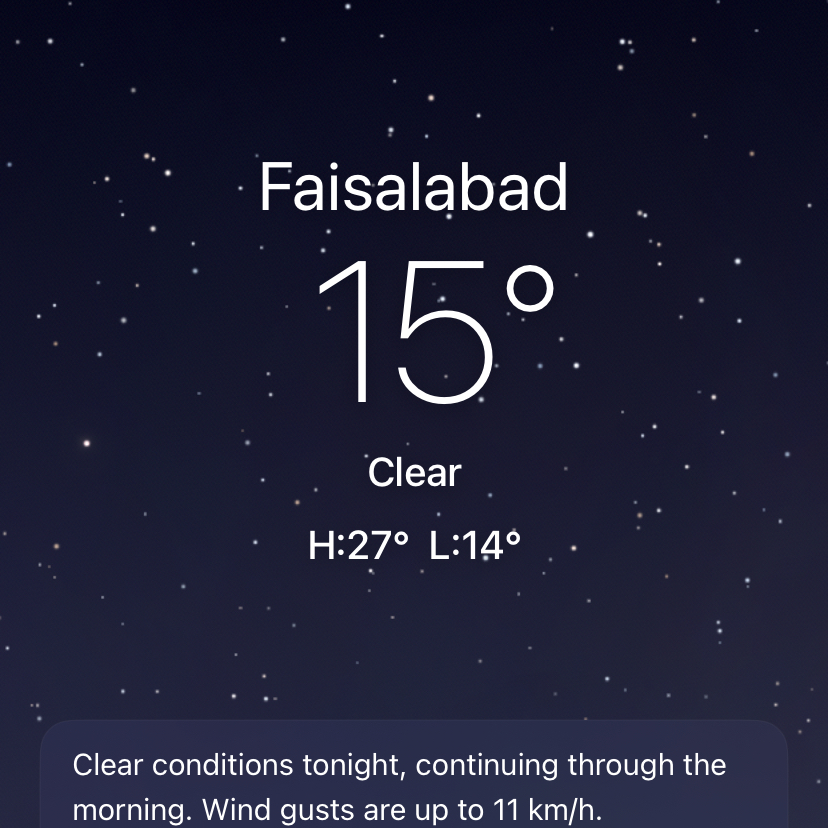 Faisalabad
15°
Clear
H:27° L:14°
Clear conditions tonight, continuing through the
morning. Wind gusts are up to 11 km/h.